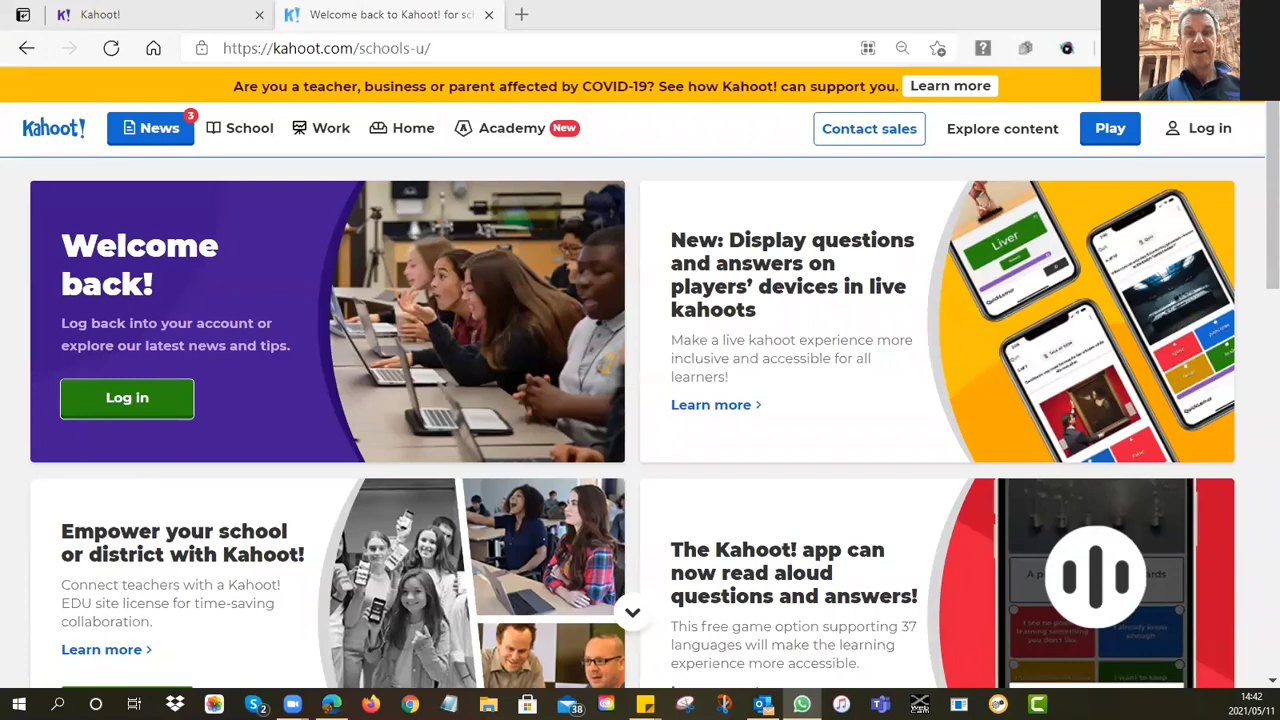 Kahoot!
Welcome back to Kahoot! for sc
https://kahoot.com/schools-u/
Are you a teacher, business or parent affected by COVID-19? See how Kahoot! can support you.
Learn more
Kahoot!
News
3
School
Work
Home
Academy
New
Contact sales
Explore content
Play
Log in
Welcome
back!
Log back into your account or
explore our latest news and tips.
Log in
New: Display questions
and answers on
players’ devices in live
kahoots
Make a live kahoot experience more
inclusive and accessible for all
learners!
Learn more >
Liver
Empower your school
or district with Kahoot!
Connect teachers with a Kahoot!
EDU site license for time-saving
collaboration.
Learn more >
The Kahoot! app can
now read aloud
questions and answers!
This free game option supporting 37
languages will make the learning
experience more accessible.
2
38
14:42
2021/05/11